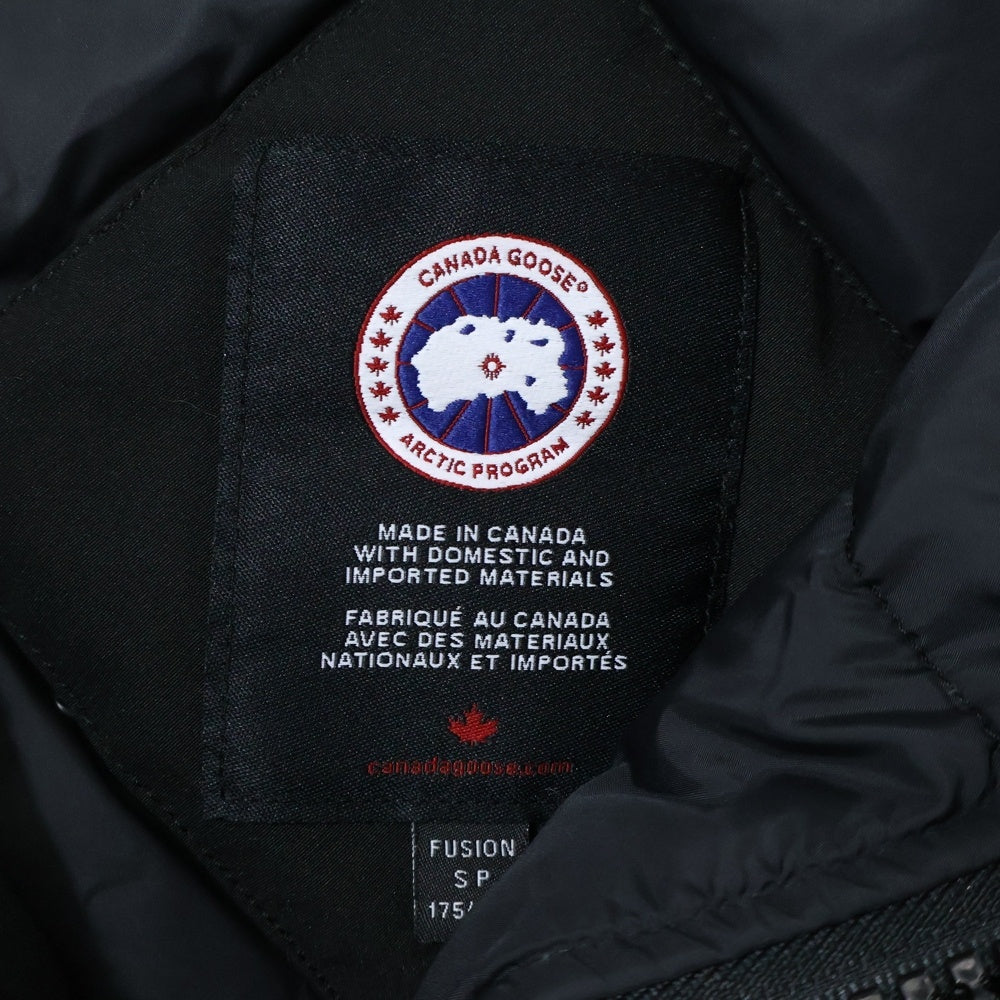 CANADA GOOSE®
ARCTIC PROGRAM
MADE IN CANADA
WITH DOMESTIC AND
IMPORTED MATERIALS
FABRIQUÉ AU CANADA
AVEC DES MATERIAUX
NATIONAUX ET IMPORTÉS
canadagoose.com
FUSION
S P